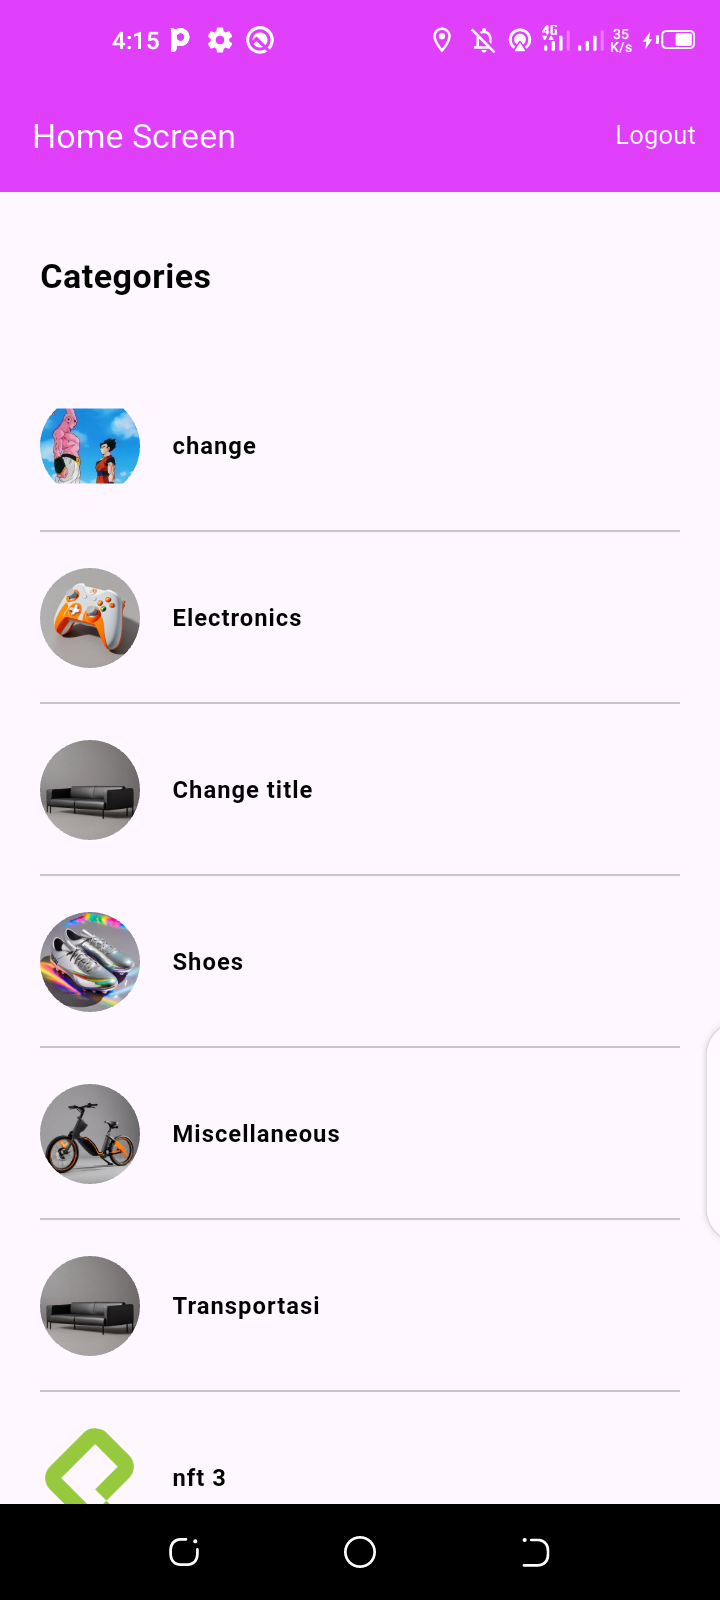 4:15 4G 35 K/s
Home Screen Logout
Categories
change
Electronics
Change title
Shoes
Miscellaneous
Transportasi
nft 3